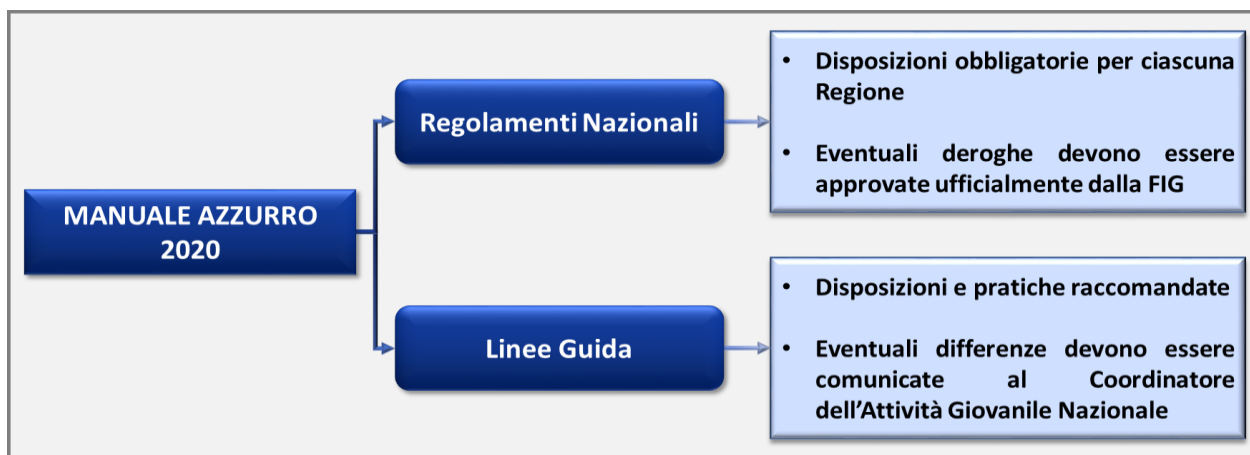 MANUALE AZZURRO
2020
Regolamenti Nazionali
• Disposizioni obbligatorie per ciascuna
Regione
• Eventuali deroghe devono essere
approvate ufficialmente dalla FIG
Linee Guida
• Disposizioni e pratiche raccomandate
• Eventuali differenze devono essere
comunicate al Coordinatore
dell’Attività Giovanile Nazionale